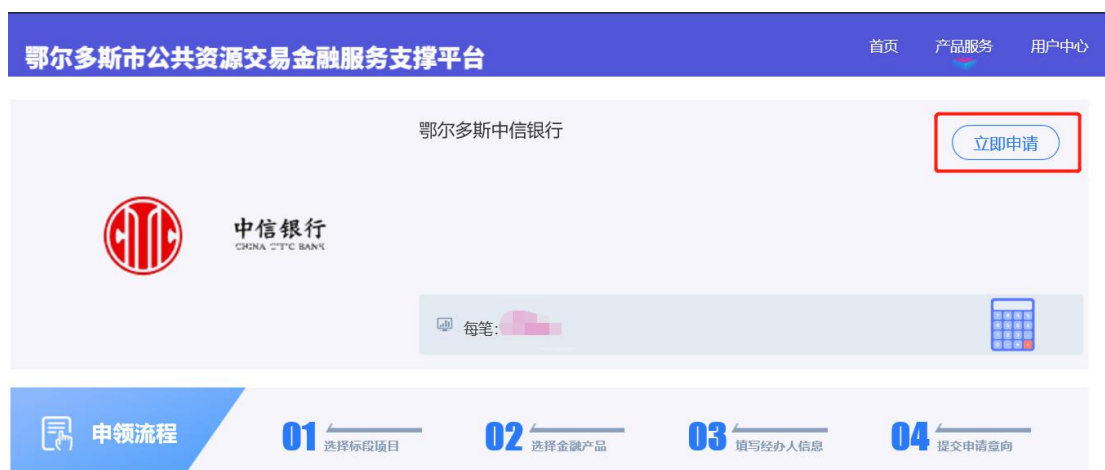 鄂尔多斯市公共资源交易金融服务支撑平台
首页 产品服务 用户中心
鄂尔多斯中信银行
立即申请
中信银行
CHINA CITIC BANK
每笔:
申领流程
01 选择标段项目
02 选择金融产品
03 填写经办人信息
04 提交申请意向